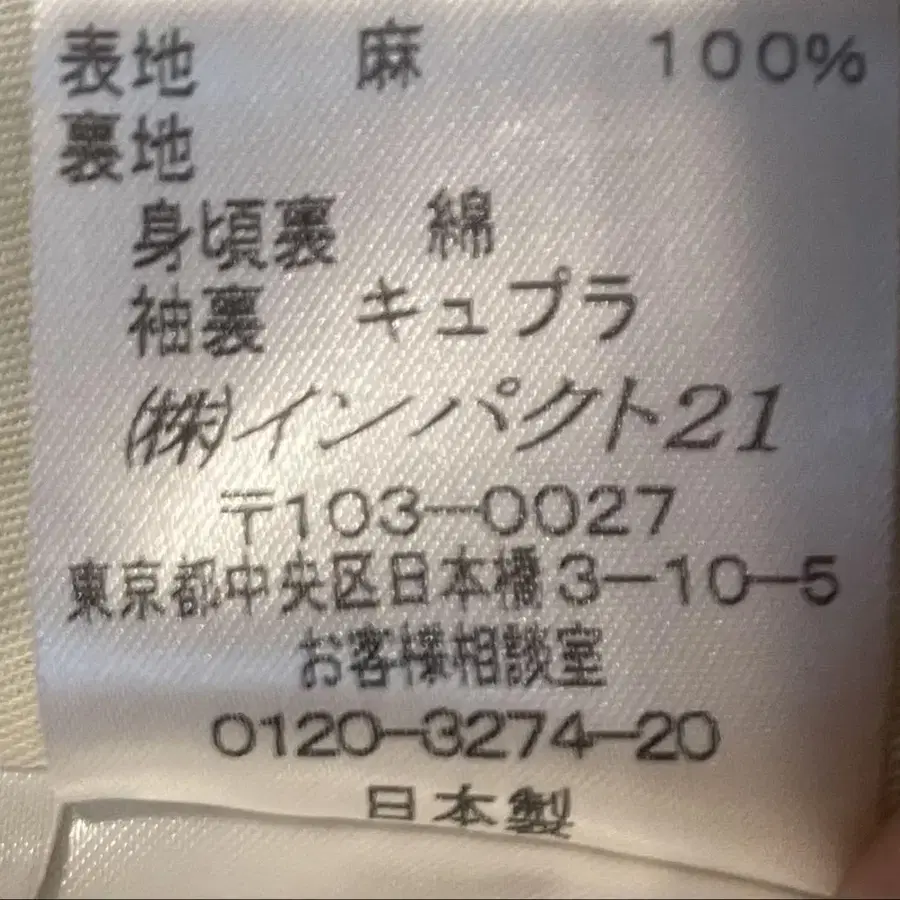 表地 麻 100%
裏地
身頃裏 綿
袖裏 キュプラ
㈱インパクト21
〒103-0027
東京都中央区日本橋3-10-5
お客様相談室
0120-3274-20
日本製